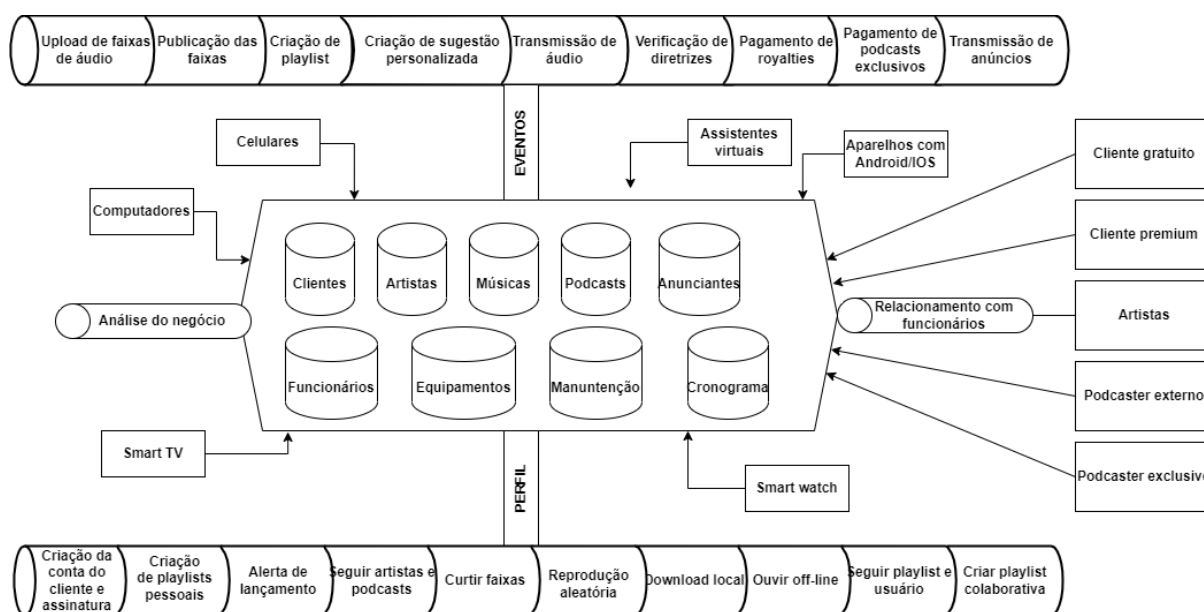 Upload de faixas
de áudio
Publicação das
faixas
Criação de
playlist
Criação de sugestão
personalizada
Transmissão de
áudio
Verificação de
diretrizes
Pagamento de
royalties
Pagamento de
podcasts
exclusivos
Transmissão de
anúncios
EVENTOS
Celulares
Assistentes
virtuais
Aparelhos com
Android/IOS
Cliente gratuito
Computadores
Cliente premium
Clientes
Artistas
Músicas
Podcasts
Anunciantes
Análise do negócio
Relacionamento com
funcionários
Artistas
Funcionários
Equipamentos
Manuntenção
Cronograma
Podcaster externo
Smart TV
Smart watch
Podcaster exclusivo
PERFIL
Criação da
conta do
cliente e
assinatura
Criação
de playlists
pessoais
Alerta de
lançamento
Seguir artistas e
podcasts
Curtir faixas
Reprodução
aleatória
Download local
Ouvir off-line
Seguir playlist e
usuário
Criar playlist
colaborativa